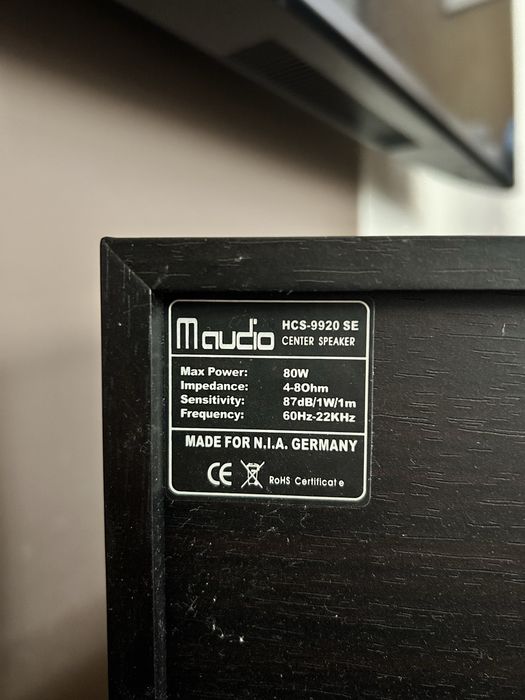 M audio HCS-9920 SE
CENTER SPEAKER
Max Power: 80W
Impedance: 4-8Ohm
Sensitivity: 87dB/1W/1m
Frequency: 60Hz-22KHz
MADE FOR N.I.A. GERMANY
CE RoHS Certificate